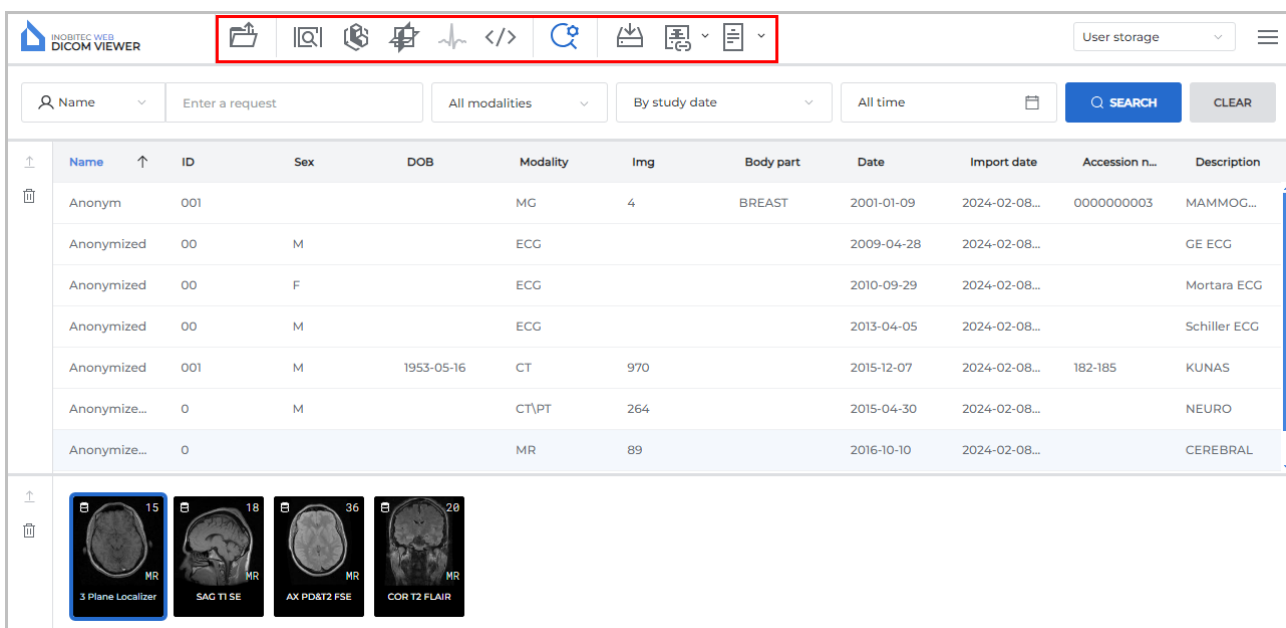 INOBITEC WEB
DICOM VIEWER
User storage
Name Enter a request All modalities By study date All time SEARCH CLEAR
Name ID Sex DOB Modality Img Body part Date Import date Accession n... Description
Anonym 001 MG 4 BREAST 2001-01-09 2024-02-08... 0000000003 MAMMOG...
Anonymized 00 M ECG 2009-04-28 2024-02-08... GE ECG
Anonymized 00 F ECG 2010-09-29 2024-02-08... Mortara ECG
Anonymized 00 M ECG 2013-04-05 2024-02-08... Schiller ECG
Anonymized 001 M 1953-05-16 CT 970 2015-12-07 2024-02-08... 182-185 KUNAS
Anonymize... 0 M CT\PT 264 2015-04-30 2024-02-08... NEURO
Anonymize... 0 MR 89 2016-10-10 2024-02-08... CEREBRAL
15 18 36 20
MR MR MR MR
3 Plane Localizer SAG T1 SE AX PD&T2 FSE COR T2 FLAIR